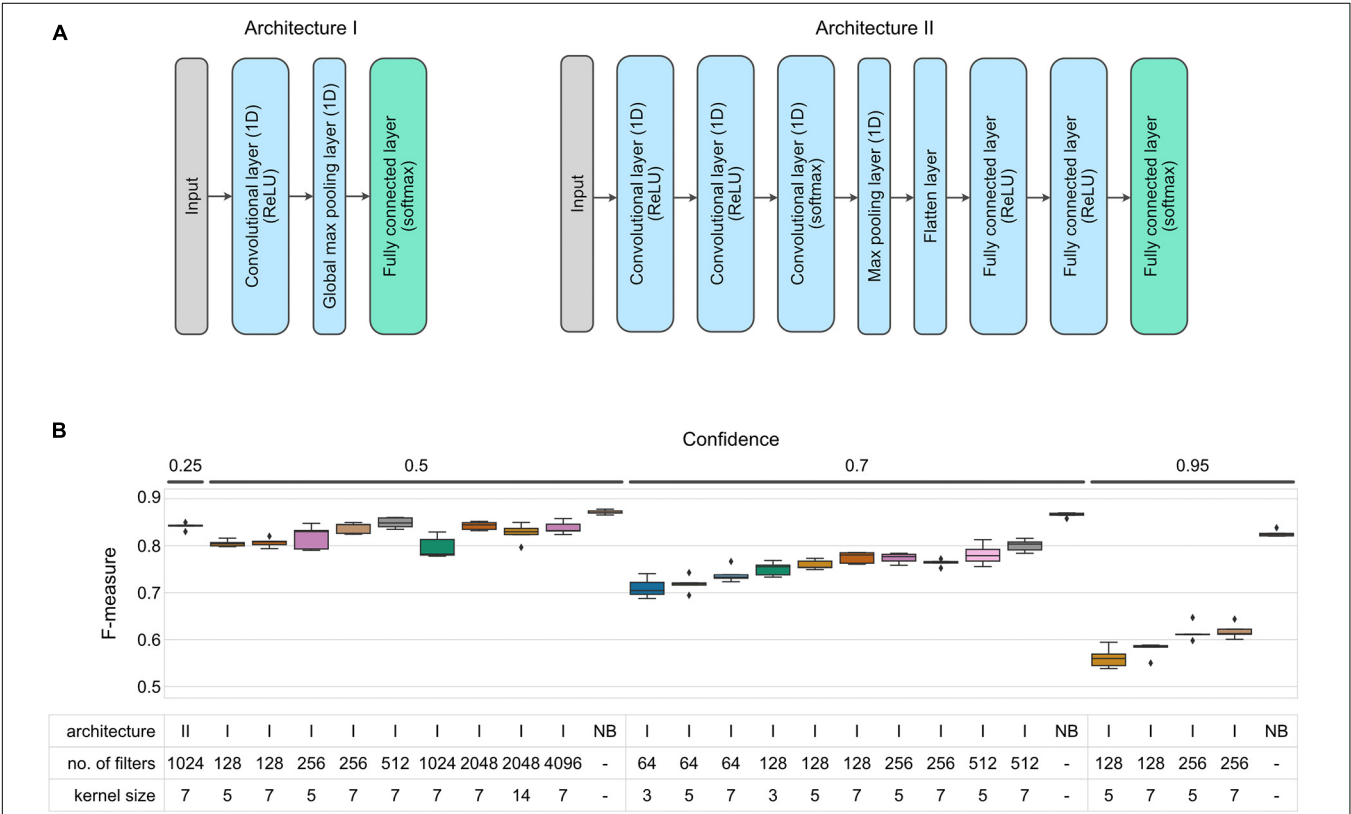 A
Architecture I
Architecture II
Input
Convolutional layer (1D)
(ReLU)
Global max pooling layer (1D)
Fully connected layer
(softmax)
Input
Convolutional layer (1D)
(ReLU)
Convolutional layer (1D)
(ReLU)
Convolutional layer (1D)
(softmax)
Max pooling layer (1D)
Flatten layer
Fully connected layer
(ReLU)
Fully connected layer
(ReLU)
Fully connected layer
(softmax)
B
Confidence
0.25 0.5 0.7 0.95
F-measure
0.9
0.8
0.7
0.6
0.5
architecture II I I I I I I I I I NB I I I I I I I I I I NB I I I I NB
no. of filters 1024 128 128 256 256 512 1024 2048 2048 4096 - 64 64 64 128 128 128 256 256 512 512 - 128 128 256 256 -
kernel size 7 5 7 5 7 7 7 7 14 7 - 3 5 7 3 5 7 5 7 5 7 - 5 7 5 7 -